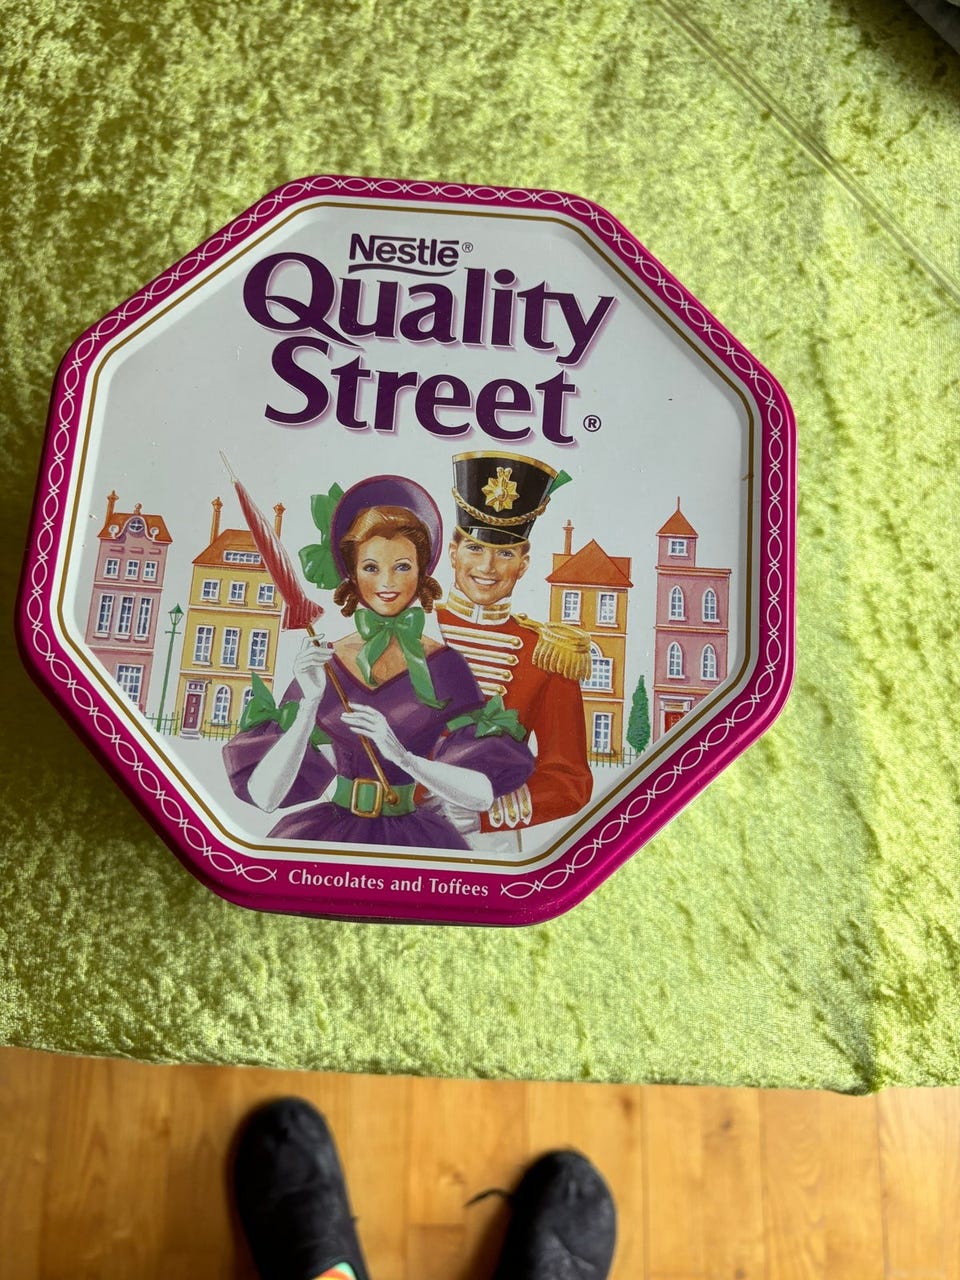 Nestlé®
Quality
Street®
Chocolates and Toffees